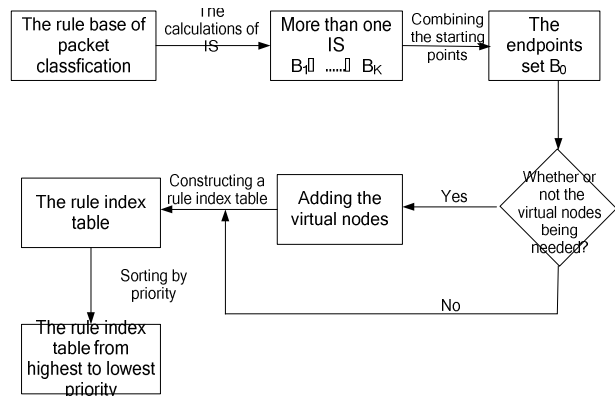 The rule base of
packet
classfication
The
calculations of
IS
More than one
IS
B1▯ ......▯ BK
Combining
the starting
points
The
endpoints
set B0
Whether or
not the
virtual nodes
being
needed?
Yes
Adding the
virtual nodes
Constructing a
rule index table
The rule index
table
No
Sorting by
priority
The rule index
table from
highest to lowest
priority